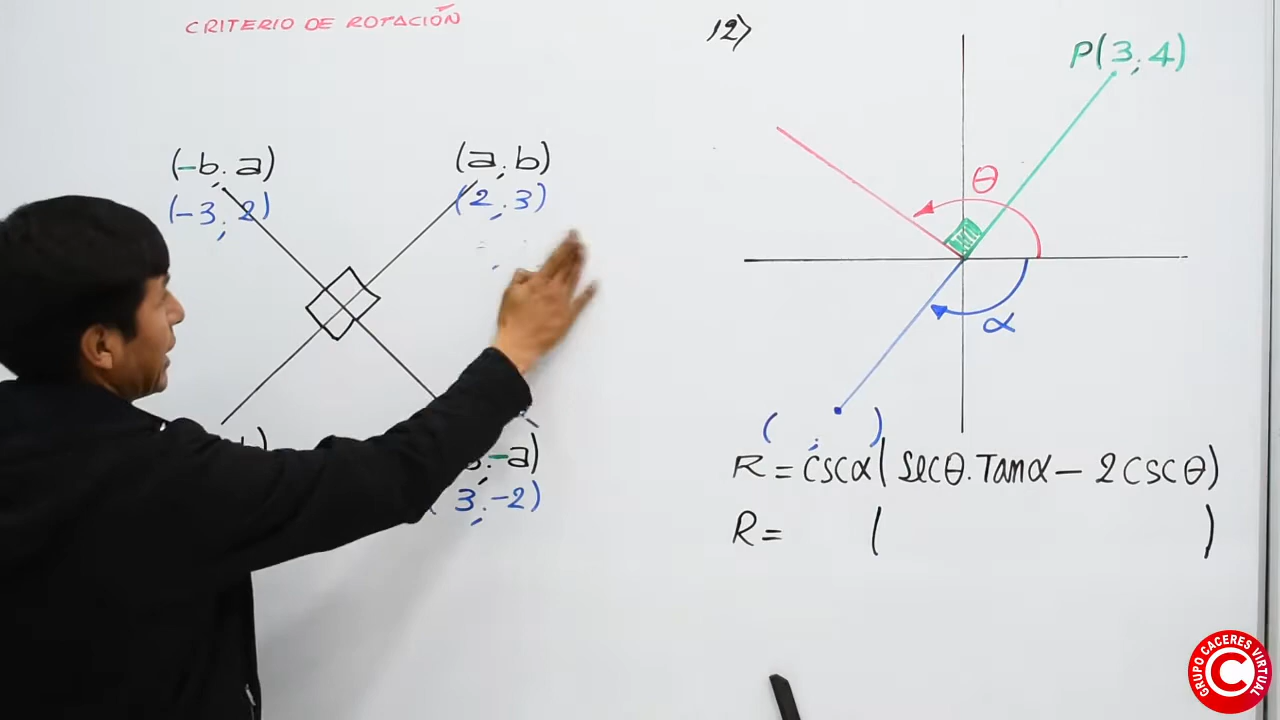 CRITERIO DE ROTACIÓN
(-b; a)
(-3; 2)
(a; b)
(2; 3)
-a)
3; -2)
12)
P(3; 4)
θ
α
( ; )
R = cscα( secθ.Tanα - 2cscθ)
R = ( )
GRUPO CACERES VIRTUAL
C